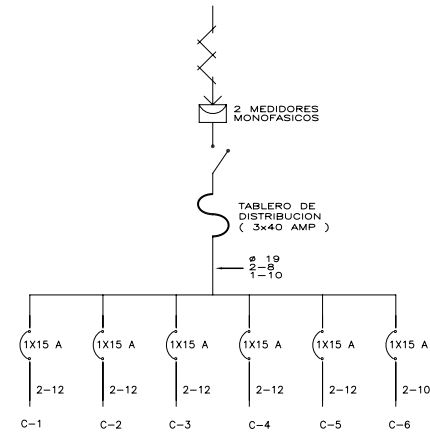 2 MEDIDORES
MONOFASICOS
TABLERO DE
DISTRIBUCION
( 3x40 AMP )
ø 19
2-8
1-10
1X15 A 1X15 A 1X15 A 1X15 A 1X15 A 1X15 A
2-12 2-12 2-12 2-12 2-12 2-10
C-1 C-2 C-3 C-4 C-5 C-6